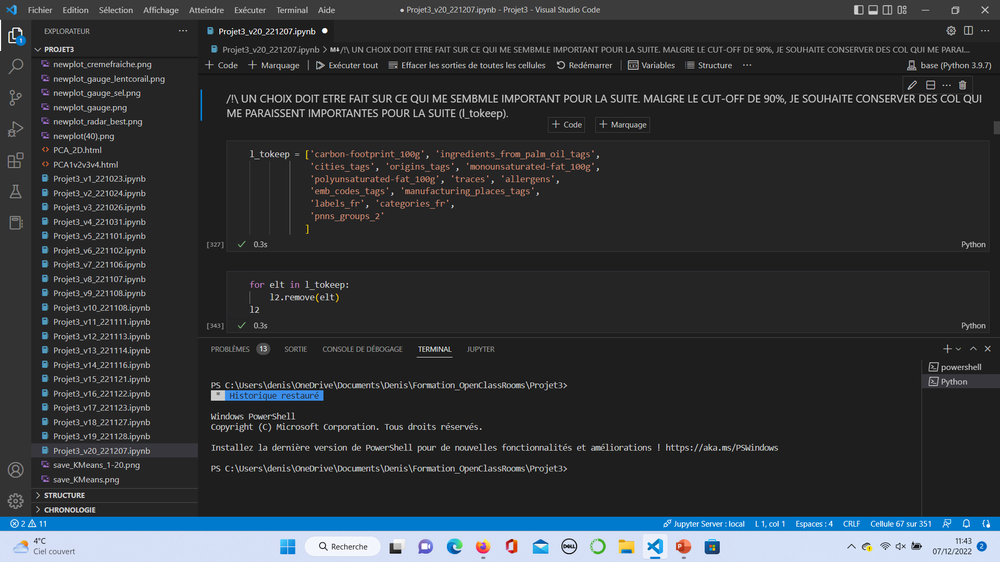 Fichier Edition Sélection Affichage Atteindre Exécuter Terminal Aide
● Projet3_v20_221207.ipynb - Projet3 - Visual Studio Code
EXPLORATEUR
Projet3_v20_221207.ipynb
1
PROJET3
Projet3_v20_221207.ipynb > M↓/!\ UN CHOIX DOIT ETRE FAIT SUR CE QUI ME SEMBMLE IMPORTANT POUR LA SUITE. MALGRE LE CUT-OFF DE 90%, JE SOUHAITE CONSERVER DES COL QUI ME PARAI...
+ Code + Marquage Exécuter tout Effacer les sorties de toutes les cellules Redémarrer Variables Structure ... base (Python 3.9.7)
newplot_cremefraiche.png
newplot_gauge_lentcorail.png
newplot_gauge_sel.png
newplot_gauge.png
newplot_radar_best.png
newplot(40).png
PCA_2D.html
PCA1v2v3v4.html
Projet3_v1_221023.ipynb
Projet3_v2_221024.ipynb
Projet3_v3_221026.ipynb
Projet3_v4_221031.ipynb
Projet3_v5_221101.ipynb
Projet3_v6_221102.ipynb
Projet3_v7_221106.ipynb
Projet3_v8_221107.ipynb
Projet3_v9_221108.ipynb
Projet3_v10_221108.ipynb
Projet3_v11_221111.ipynb
Projet3_v12_221113.ipynb
Projet3_v13_221114.ipynb
Projet3_v14_221116.ipynb
Projet3_v15_221121.ipynb
Projet3_v16_221122.ipynb
Projet3_v17_221123.ipynb
Projet3_v18_221127.ipynb
Projet3_v19_221128.ipynb
Projet3_v20_221207.ipynb
save_KMeans_1-20.png
save_KMeans.png
STRUCTURE
CHRONOLOGIE
/!\ UN CHOIX DOIT ETRE FAIT SUR CE QUI ME SEMBMLE IMPORTANT POUR LA SUITE. MALGRE LE CUT-OFF DE 90%, JE SOUHAITE CONSERVER DES COL QUI
ME PARAISSENT IMPORTANTES POUR LA SUITE (l_tokeep).
+ Code + Marquage
l_tokeep = ['carbon-footprint_100g', 'ingredients_from_palm_oil_tags',
'cities_tags', 'origins_tags', 'monounsaturated-fat_100g',
'polyunsaturated-fat_100g', 'traces', 'allergens',
'emb_codes_tags', 'manufacturing_places_tags',
'labels_fr', 'categories_fr',
'pnns_groups_2'
]
[327] ✓ 0.3s Python
for elt in l_tokeep:
l2.remove(elt)
l2
[343] ✓ 0.3s Python
PROBLÈMES 13 SORTIE CONSOLE DE DÉBOGAGE TERMINAL JUPYTER
powershell
Python
PS C:\Users\denis\OneDrive\Documents\Denis\Formation_OpenClassRooms\Projet3>
* Historique restauré
Windows PowerShell
Copyright (C) Microsoft Corporation. Tous droits réservés.
Installez la dernière version de PowerShell pour de nouvelles fonctionnalités et améliorations ! https://aka.ms/PSWindows
PS C:\Users\denis\OneDrive\Documents\Denis\Formation_OpenClassRooms\Projet3>
2 11 Jupyter Server : local L 1, col 1 Espaces : 4 CRLF Cellule 67 sur 351
4°C
Ciel couvert
Recherche
DELL
P
11:43
07/12/2022
2